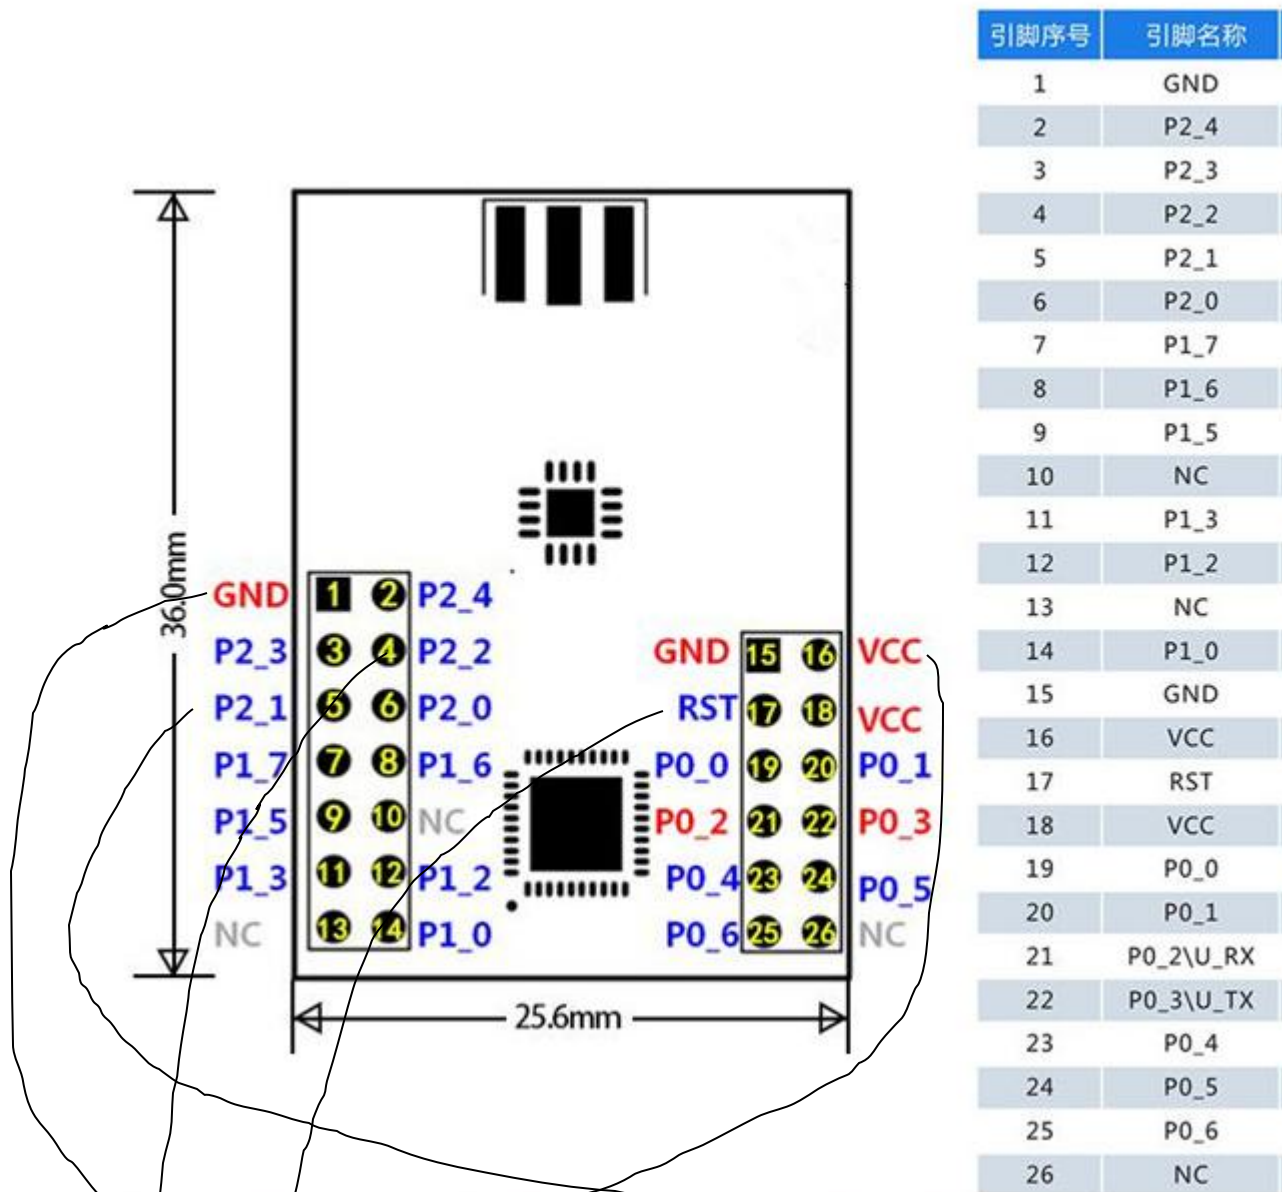 引脚序号 引脚名称
1 GND
2 P2_4
3 P2_3
4 P2_2
5 P2_1
6 P2_0
7 P1_7
8 P1_6
9 P1_5
10 NC
11 P1_3
12 P1_2
13 NC
14 P1_0
15 GND
16 VCC
17 RST
18 VCC
19 P0_0
20 P0_1
21 P0_2\U_RX
22 P0_3\U_TX
23 P0_4
24 P0_5
25 P0_6
26 NC
36.0mm
GND 1 2 P2_4
P2_3 3 4 P2_2
P2_1 5 6 P2_0
P1_7 7 8 P1_6
P1_5 9 10 NC
P1_3 11 12 P1_2
NC 13 14 P1_0
GND 15 16 VCC
RST 17 18 VCC
P0_0 19 20 P0_1
P0_2 21 22 P0_3
P0_4 23 24 P0_5
P0_6 25 26 NC
25.6mm